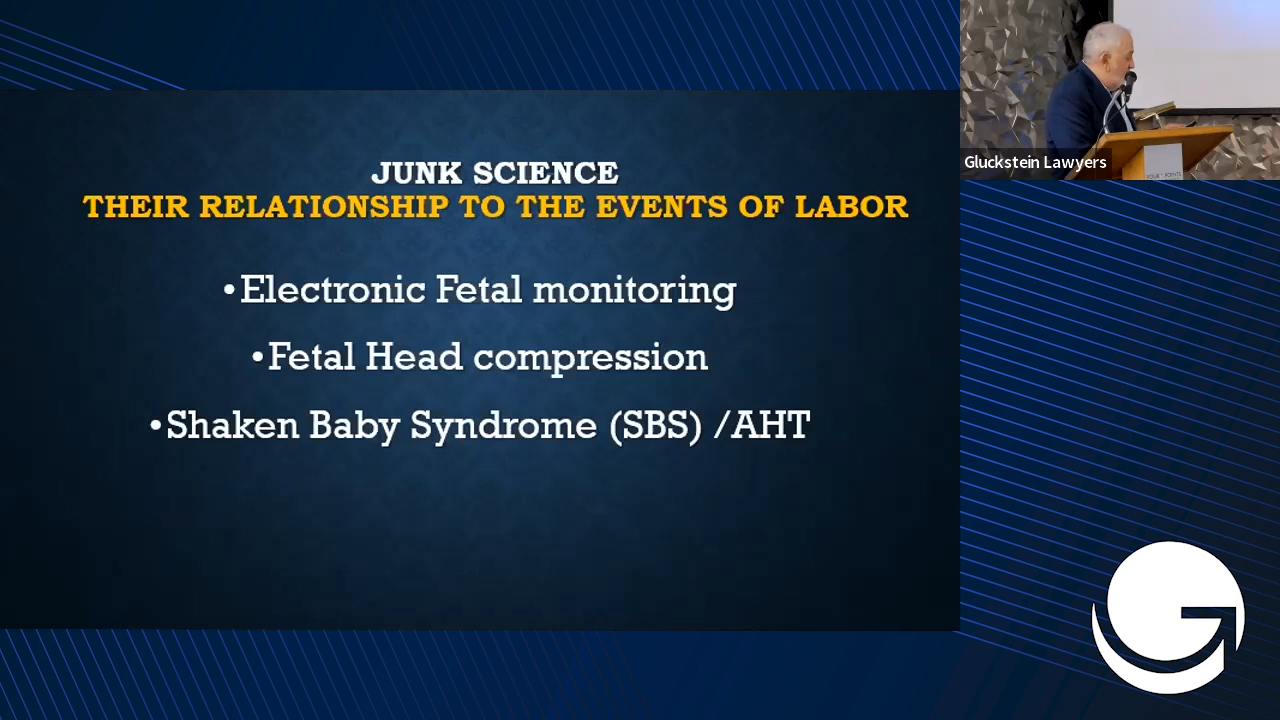 JUNK SCIENCE
THEIR RELATIONSHIP TO THE EVENTS OF LABOR
•Electronic Fetal monitoring
•Fetal Head compression
•Shaken Baby Syndrome (SBS) /AHT
Gluckstein Lawyers
G